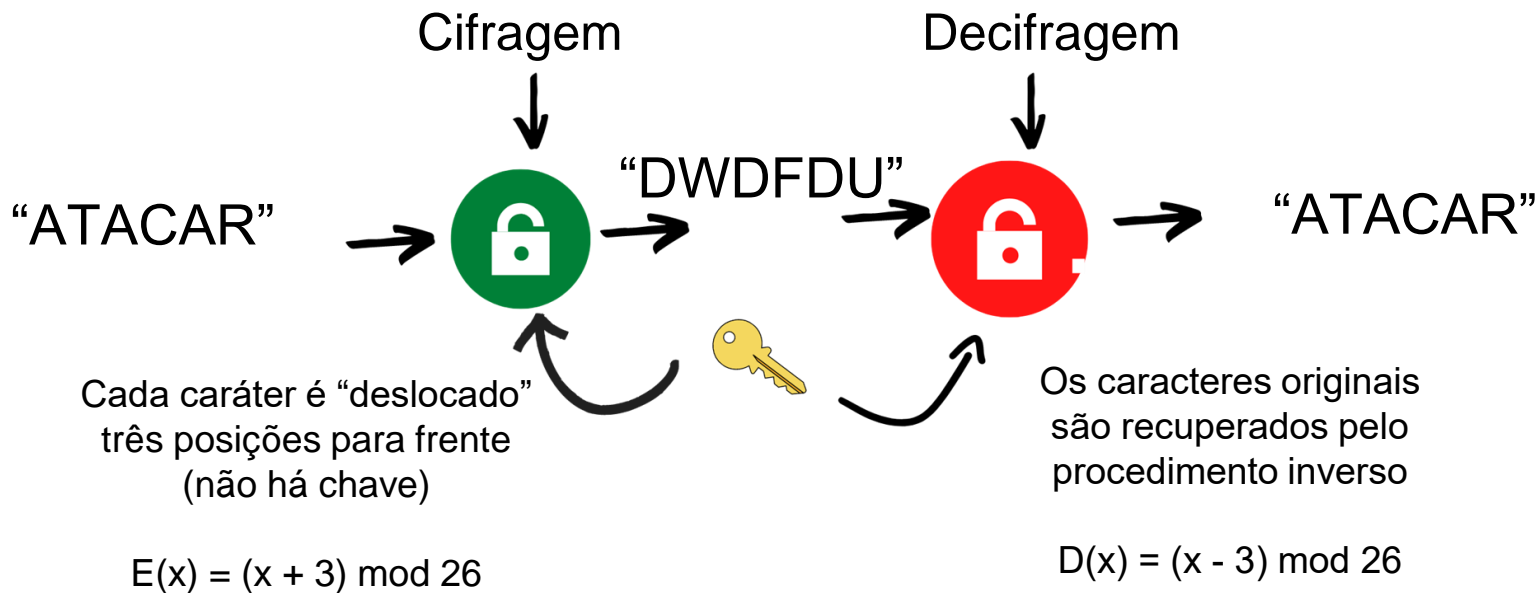 Cifragem
Decifragem
“ATACAR”
“DWDFDU”
“ATACAR”
Cada caráter é “deslocado”
três posições para frente
(não há chave)
E(x) = (x + 3) mod 26
Os caracteres originais
são recuperados pelo
procedimento inverso
D(x) = (x - 3) mod 26